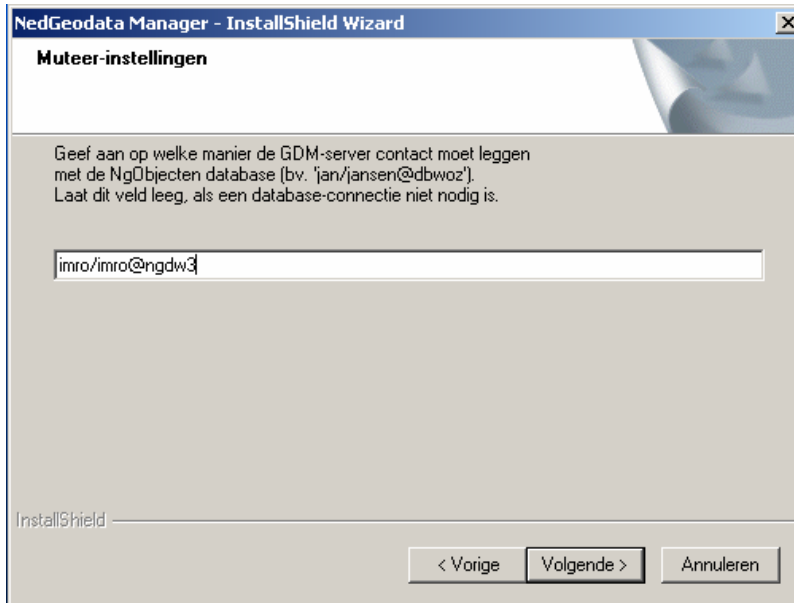 NedGeodata Manager - InstallShield Wizard
Muteer-instellingen
Geef aan op welke manier de GDM-server contact moet leggen
met de NgObjecten database (bv. 'jan/jansen@dbwoz').
Laat dit veld leeg, als een database-connectie niet nodig is.
imro/imro@ngdw3
InstallShield
< Vorige
Volgende >
Annuleren